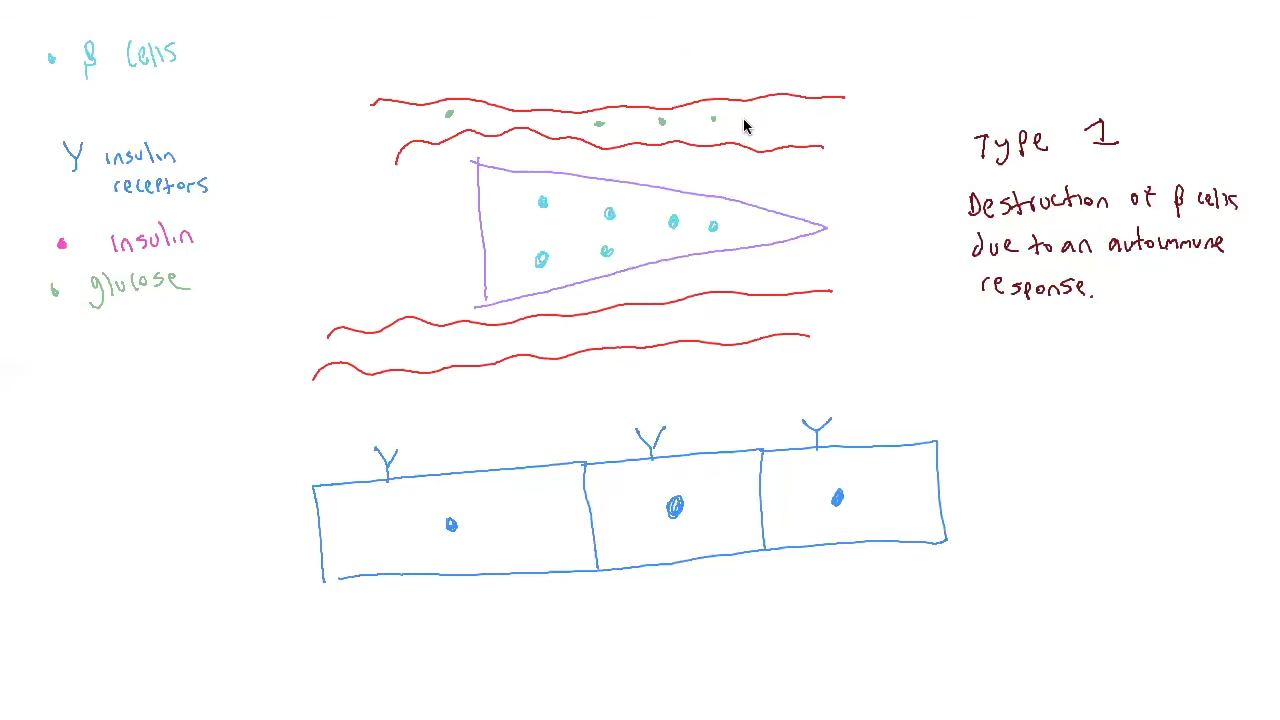 β cells
Y insulin
receptors
insulin
glucose
Type 1
Destruction of β cells
due to an autoimmune
response.